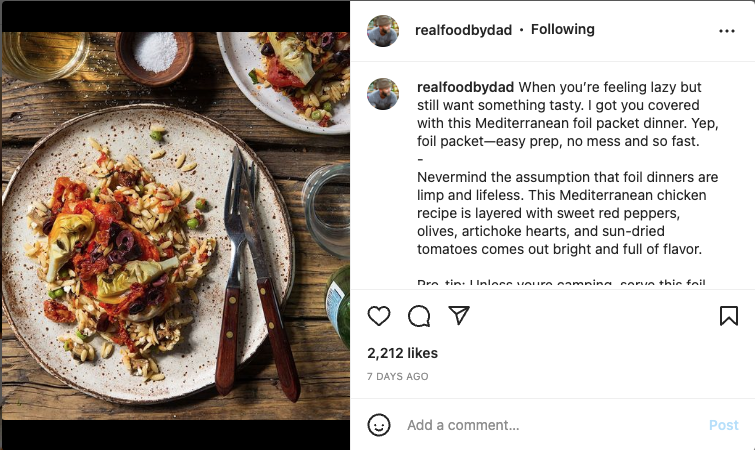 realfoodbydad • Following
realfoodbydad When you're feeling lazy but
still want something tasty. I got you covered
with this Mediterranean foil packet dinner. Yep,
foil packet—easy prep, no mess and so fast.
-
Nevermind the assumption that foil dinners are
limp and lifeless. This Mediterranean chicken
recipe is layered with sweet red peppers,
olives, artichoke hearts, and sun-dried
tomatoes comes out bright and full of flavor.
Pro-tip: Unless youre camping, serve this foil
2,212 likes
7 DAYS AGO
Add a comment...
Post